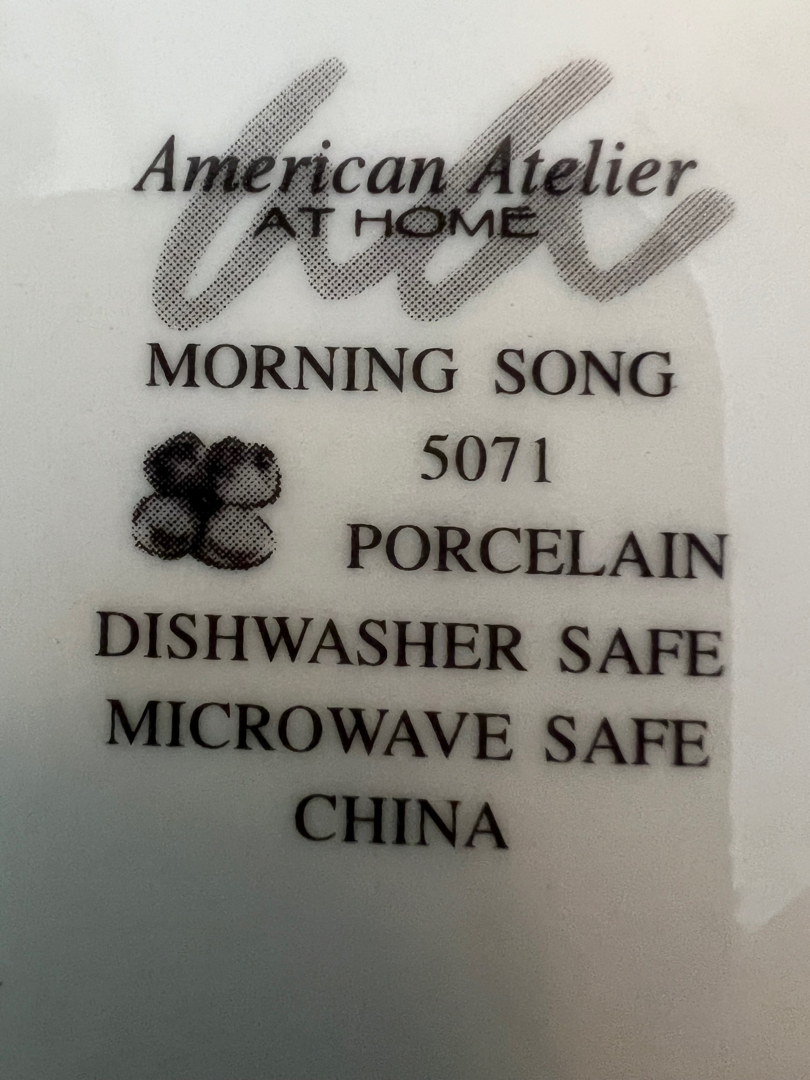 American Atelier
AT HOME
MORNING SONG
5071
PORCELAIN
DISHWASHER SAFE
MICROWAVE SAFE
CHINA